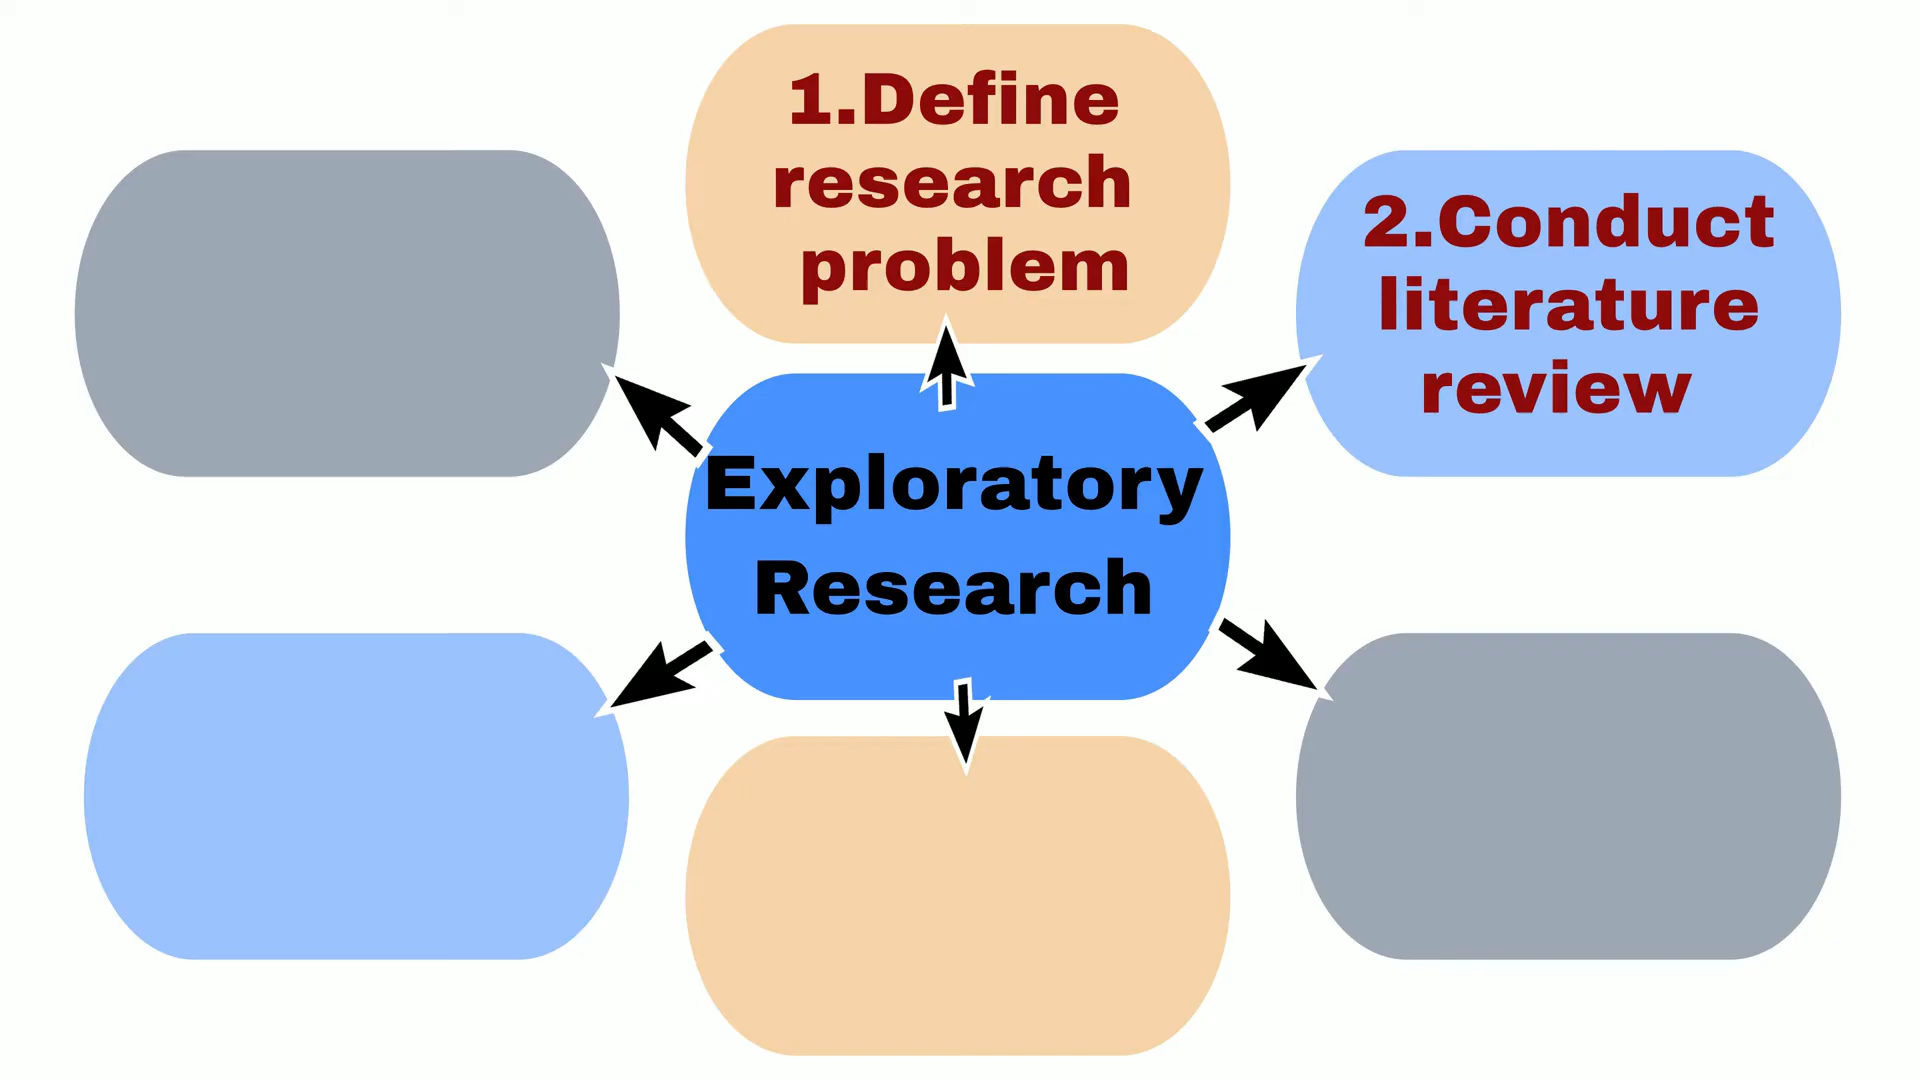 1.Define
research
problem
2.Conduct
literature
review
Exploratory
Research